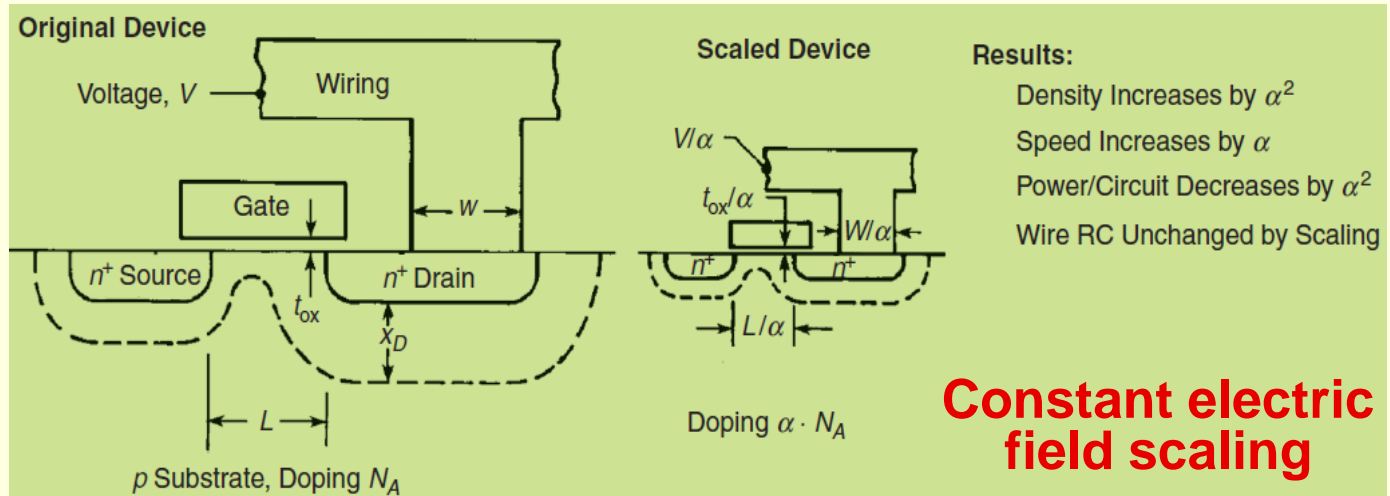 Original Device
Voltage, V
Wiring
Gate
W
n+ Source
n+ Drain
tox
xD
L
p Substrate, Doping NA
Scaled Device
V/α
tox/α
W/α
n+
n+
L/α
Doping α · NA
Results:
Density Increases by α²
Speed Increases by α
Power/Circuit Decreases by α²
Wire RC Unchanged by Scaling
Constant electric
field scaling